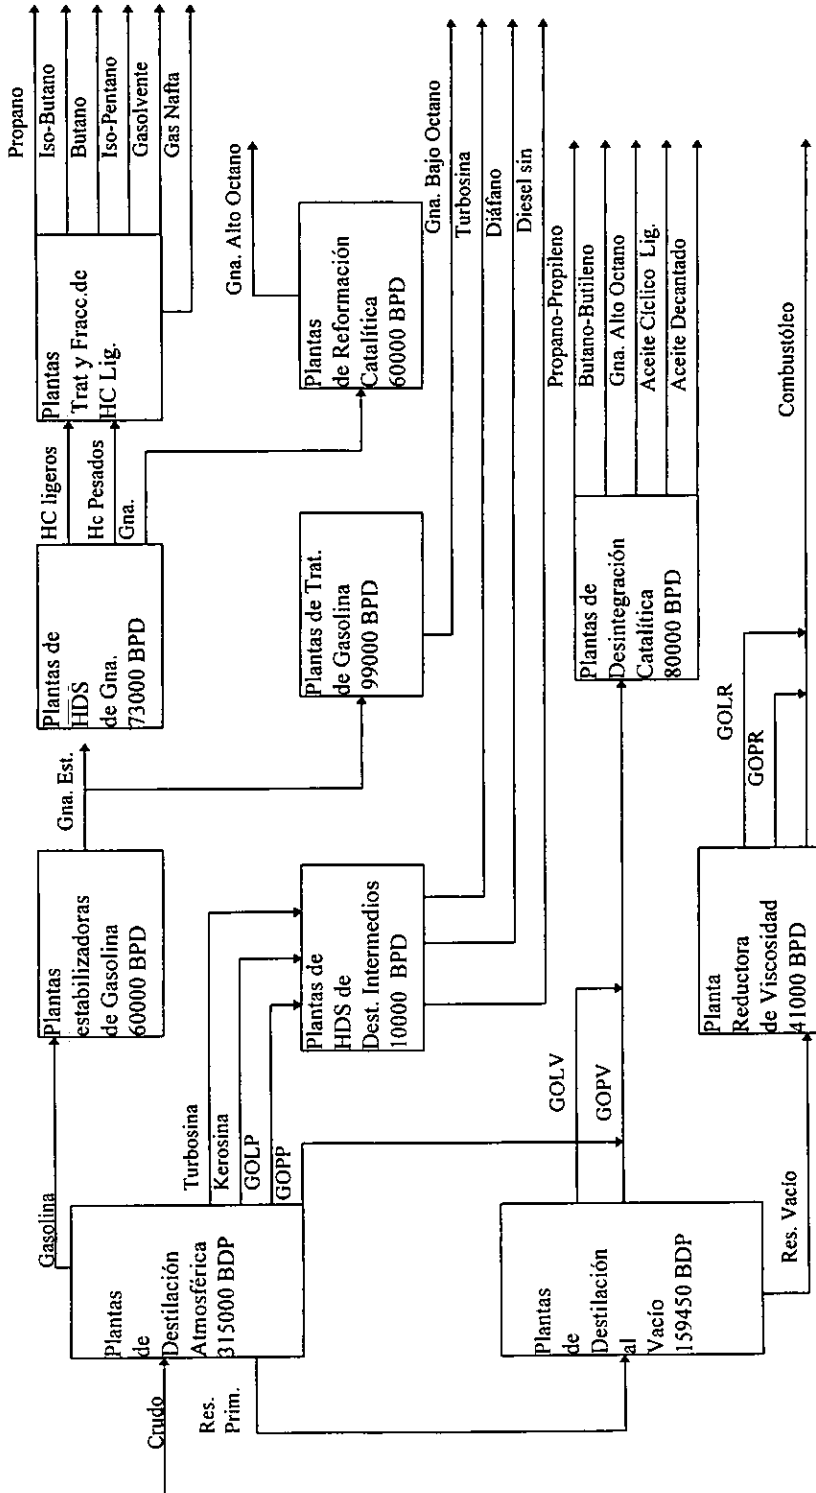 Crudo
Plantas
de
Destilación
Atmosférica
315000 BDP
Gasolina
Turbosina
Kerosina
GOLP
GOPP
Res.
Prim.
Plantas
estabilizadoras
de Gasolina
60000 BPD
Gna. Est.
Plantas de
HDS
de Gna.
73000 BPD
HC ligeros
Hc Pesados
Gna.
Plantas
Trat y Fracc.de
HC Lig.
Propano
Iso-Butano
Butano
Iso-Pentano
Gasolvente
Gas Nafta
Plantas de
HDS de
Dest. Intermedios
10000 BPD
Plantas de Trat.
de Gasolina
99000 BPD
Plantas
de Reformación
Catalítica
60000 BPD
Gna. Alto Octano
Gna. Bajo Octano
Turbosina
Diáfano
Diesel sin
Plantas
de
Destilación
al
Vacío
159450 BDP
GOLV
GOPV
Res. Vacío
Plantas de
Desintegración
Catalítica
80000 BPD
Propano-Propileno
Butano-Butileno
Gna. Alto Octano
Aceite Cíclico Lig.
Aceite Decantado
Planta
Reductora
de Viscosidad
41000 BPD
GOLR
GOPR
Combustóleo